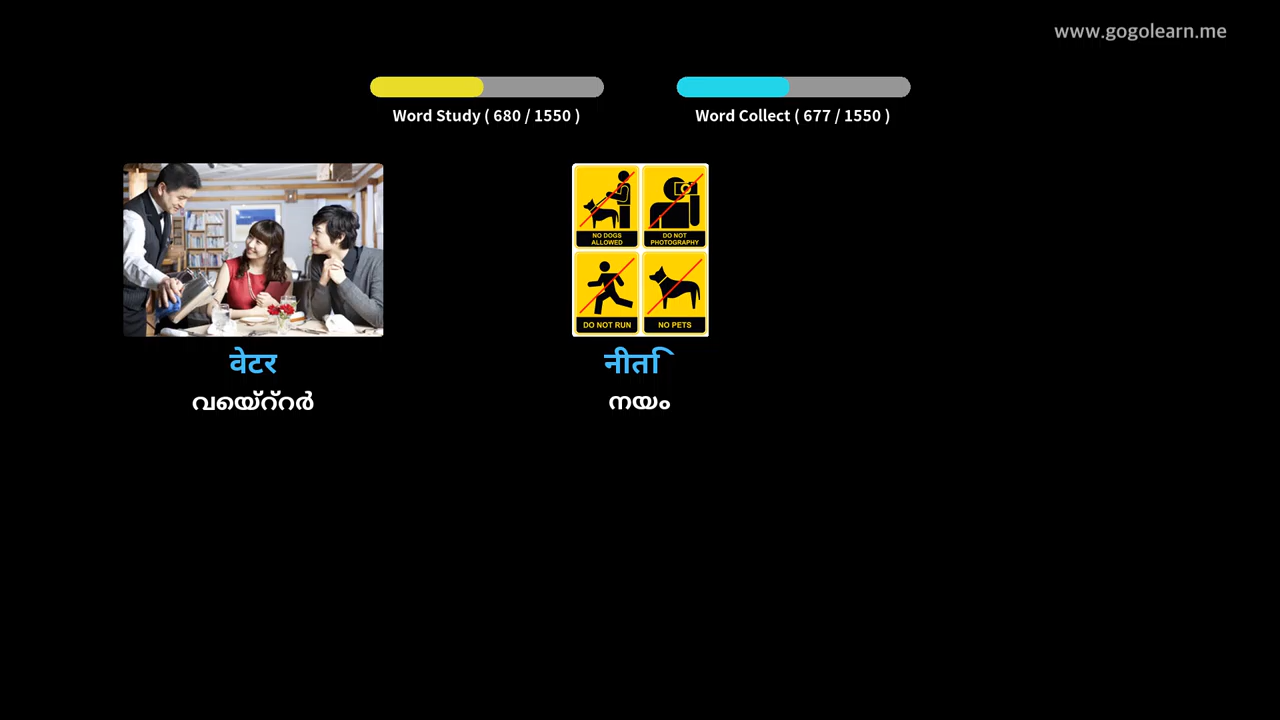 www.gogolearn.me
Word Study ( 680 / 1550 )
Word Collect ( 677 / 1550 )
NO DOGS
ALLOWED
DO NOT
PHOTOGRAPHY
DO NOT RUN
NO PETS
वेटर
नीति
വെയ്റ്റർ
നയം